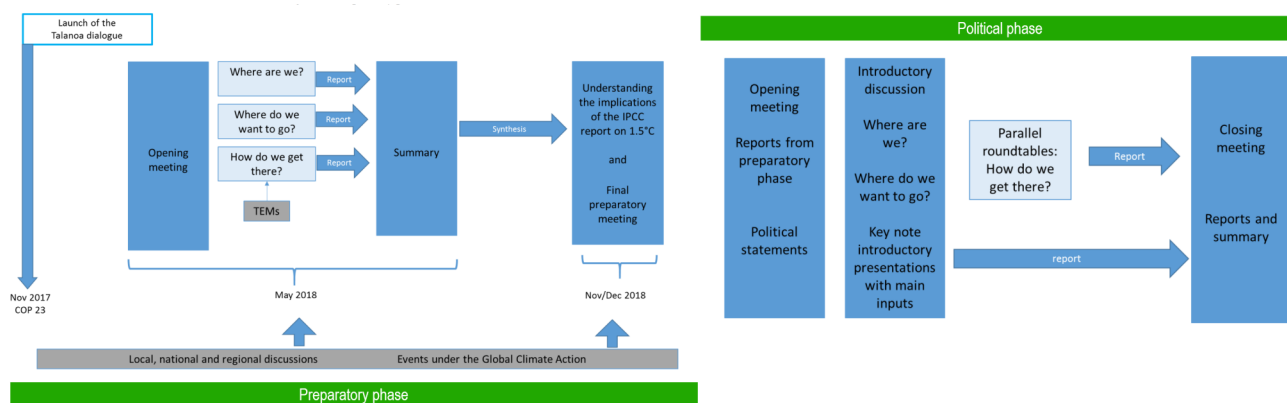 Launch of the
Talanoa dialogue
Nov 2017
COP 23
Opening
meeting
Where are we?
Where do we
want to go?
How do we get
there?
TEMs
Report
Report
Report
Summary
Synthesis
Understanding
the implications
of the IPCC
report on 1.5°C
and
Final
preparatory
meeting
May 2018
Nov/Dec 2018
Local, national and regional discussions
Events under the Global Climate Action
Preparatory phase
Political phase
Opening
meeting
Reports from
preparatory
phase
Political
statements
Introductory
discussion
Where are
we?
Where do we
want to go?
Key note
introductory
presentations
with main
inputs
Parallel
roundtables:
How do we
get there?
Report
report
Closing
meeting
Reports and
summary